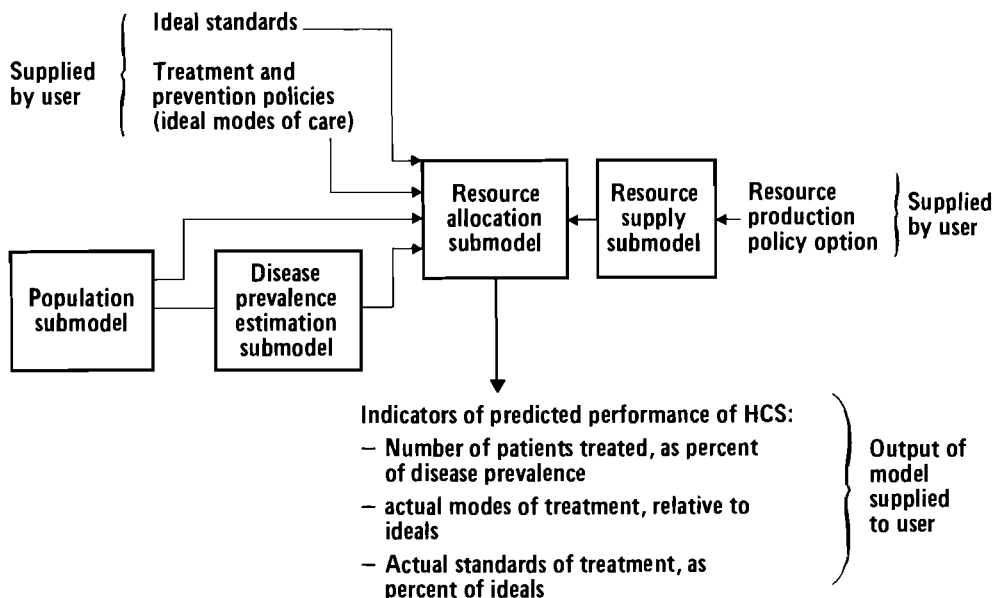 Ideal standards
Supplied
by user
Treatment and
prevention policies
(ideal modes of care)
Resource
allocation
submodel
Resource
supply
submodel
Resource
production
policy option
Supplied
by user
Population
submodel
Disease
prevalence
estimation
submodel
Indicators of predicted performance of HCS:
– Number of patients treated, as percent
of disease prevalence
– actual modes of treatment, relative to
ideals
– Actual standards of treatment, as
percent of ideals
Output of
model
supplied
to user